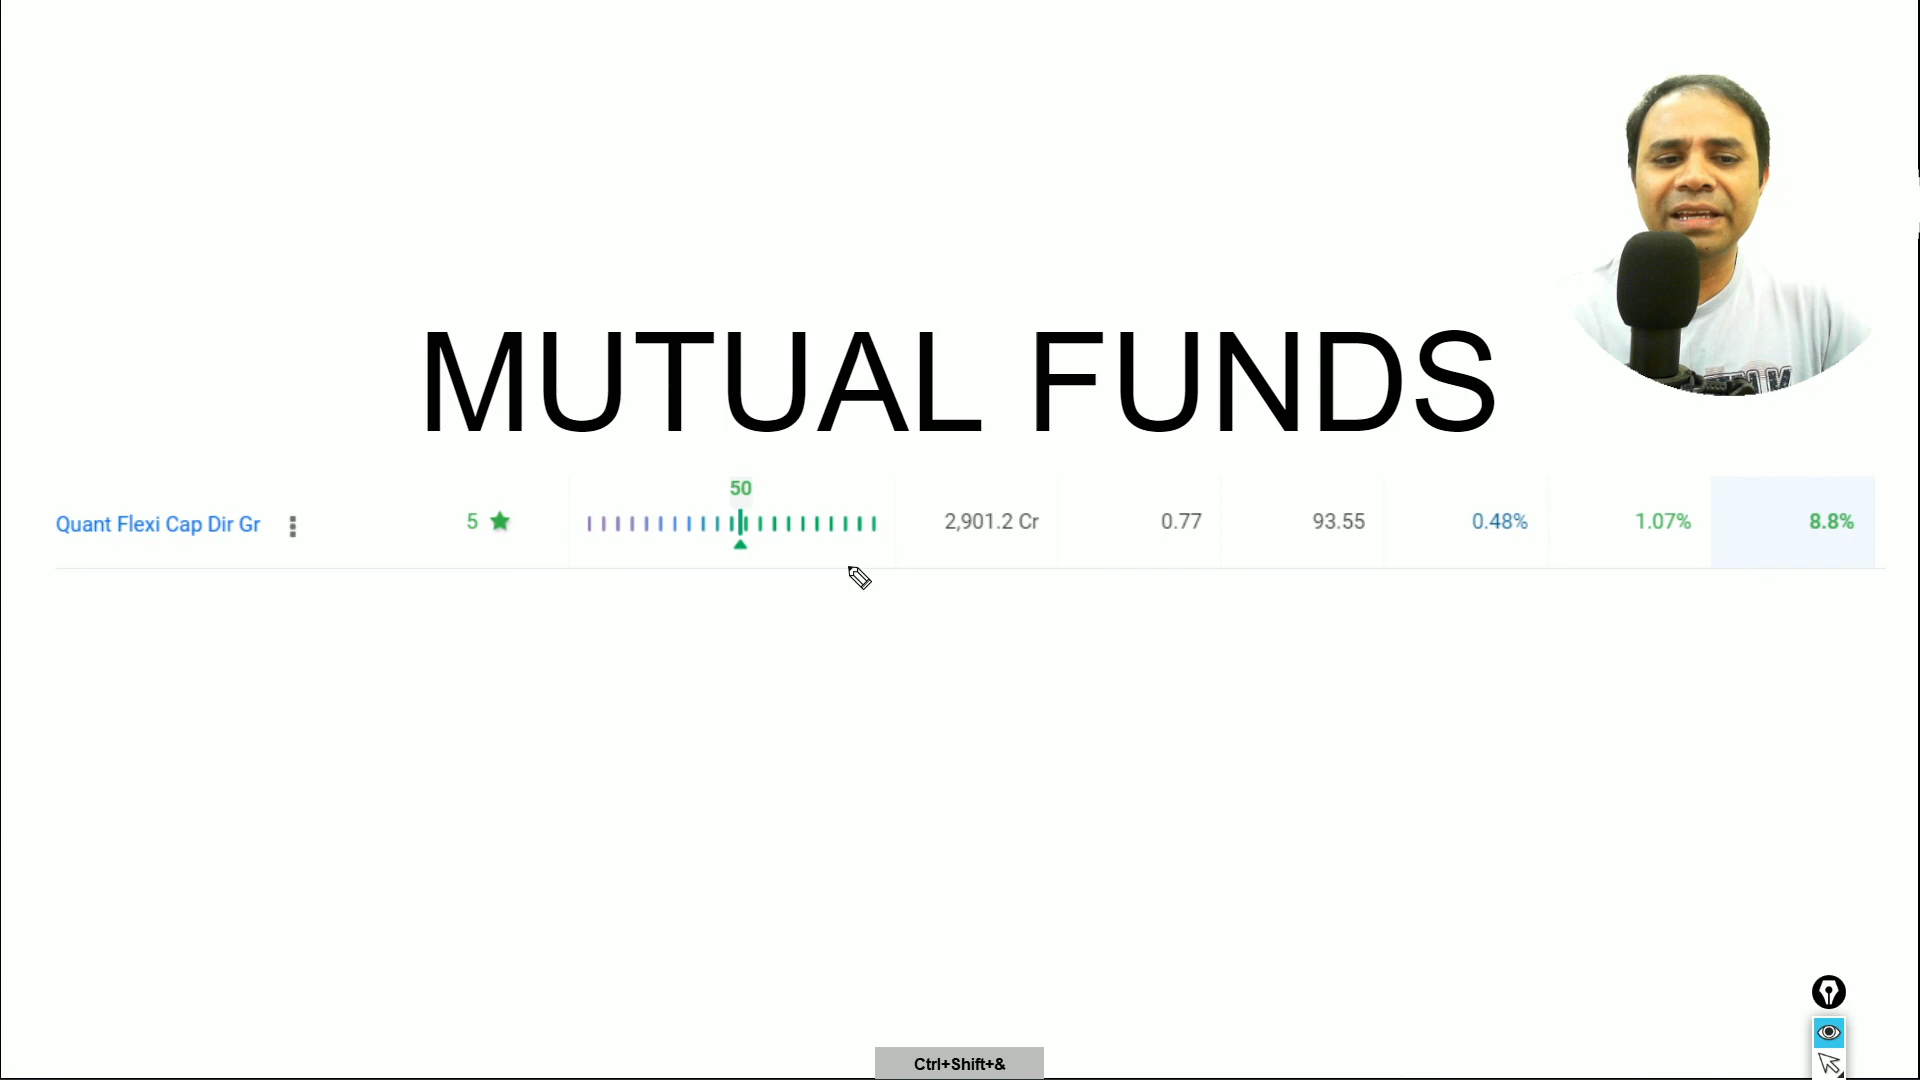 MUTUAL FUNDS
50
Quant Flexi Cap Dir Gr 5 2,901.2 Cr 0.77 93.55 0.48% 1.07% 8.8%
Ctrl+Shift+&